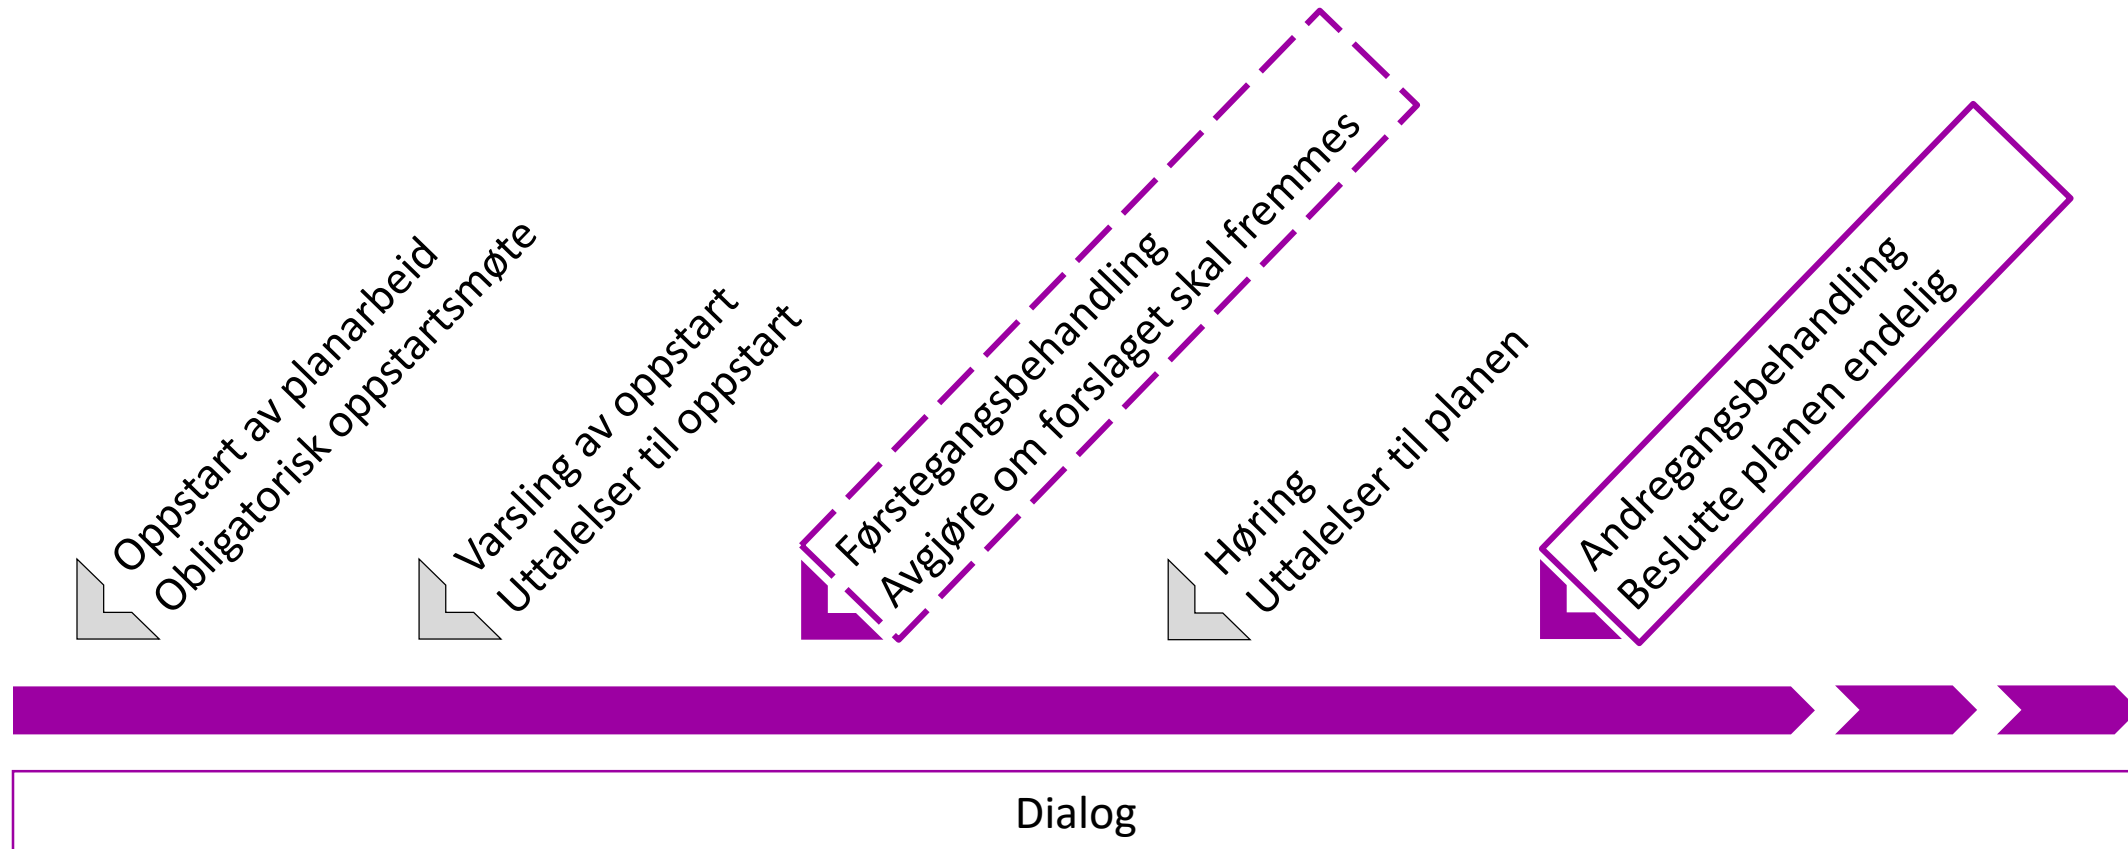 Oppstart av planarbeid
Obligatorisk oppstartsmøte
Varsling av oppstart
Uttalelser til oppstart
Førstegangsbehandling
Avgjøre om forslaget skal fremmes
Høring
Uttalelser til planen
Andregangsbehandling
Beslutte planen endelig
Dialog